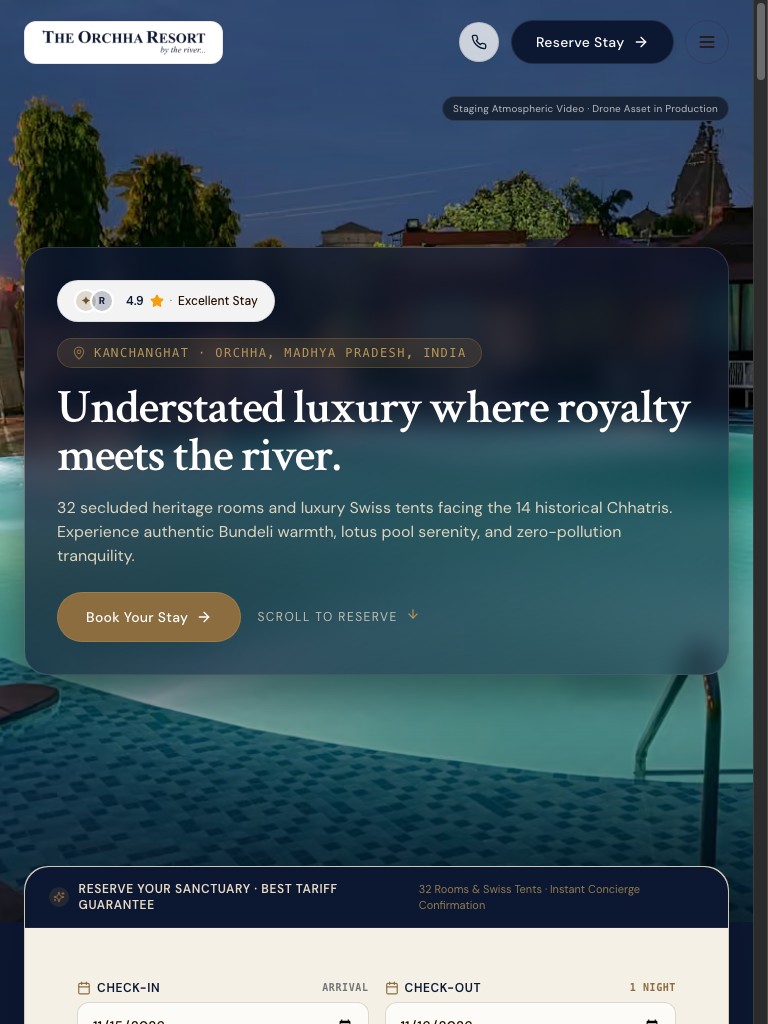 THE ORCHHA RESORT
by the river...
Reserve Stay
Staging Atmospheric Video · Drone Asset in Production
R 4.9 · Excellent Stay
KANCHANGHAT · ORCHHA, MADHYA PRADESH, INDIA
Understated luxury where royalty
meets the river.
32 secluded heritage rooms and luxury Swiss tents facing the 14 historical Chhatris.
Experience authentic Bundeli warmth, lotus pool serenity, and zero-pollution
tranquility.
Book Your Stay
SCROLL TO RESERVE
RESERVE YOUR SANCTUARY · BEST TARIFF
GUARANTEE
32 Rooms & Swiss Tents · Instant Concierge
Confirmation
CHECK-IN
ARRIVAL
CHECK-OUT
1 NIGHT